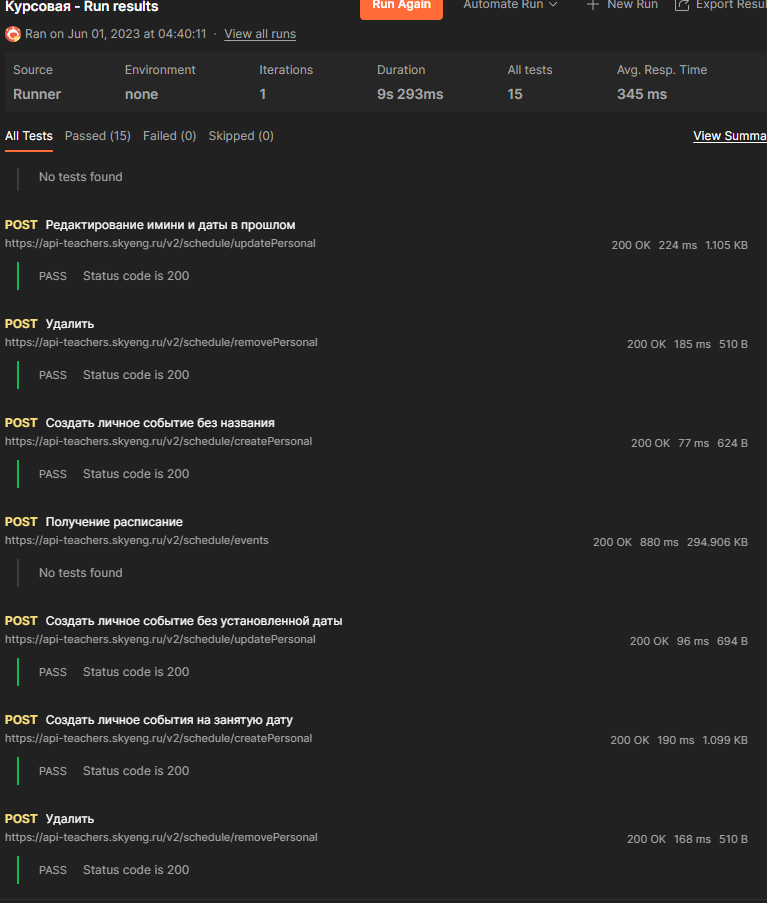 Курсовая - Run results
Run Again Automate Run New Run Export
Ran on Jun 01, 2023 at 04:40:11 · View all runs
Source Environment Iterations Duration All tests Avg. Resp. Time
Runner none 1 9s 293ms 15 345 ms
All Tests Passed (15) Failed (0) Skipped (0) View
No tests found
POST Редактирование имини и даты в прошлом
https://api-teachers.skyeng.ru/v2/schedule/updatePersonal 200 OK 224 ms 1.105 KB
PASS Status code is 200
POST Удалить
https://api-teachers.skyeng.ru/v2/schedule/removePersonal 200 OK 185 ms 510 B
PASS Status code is 200
POST Создать личное событие без названия
https://api-teachers.skyeng.ru/v2/schedule/createPersonal 200 OK 77 ms 624 B
PASS Status code is 200
POST Получение расписание
https://api-teachers.skyeng.ru/v2/schedule/events 200 OK 880 ms 294.906 KB
No tests found
POST Создать личное событие без установленной даты
https://api-teachers.skyeng.ru/v2/schedule/updatePersonal 200 OK 96 ms 694 B
PASS Status code is 200
POST Создать личное события на занятую дату
https://api-teachers.skyeng.ru/v2/schedule/createPersonal 200 OK 190 ms 1.099 KB
PASS Status code is 200
POST Удалить
https://api-teachers.skyeng.ru/v2/schedule/removePersonal 200 OK 168 ms 510 B
PASS Status code is 200